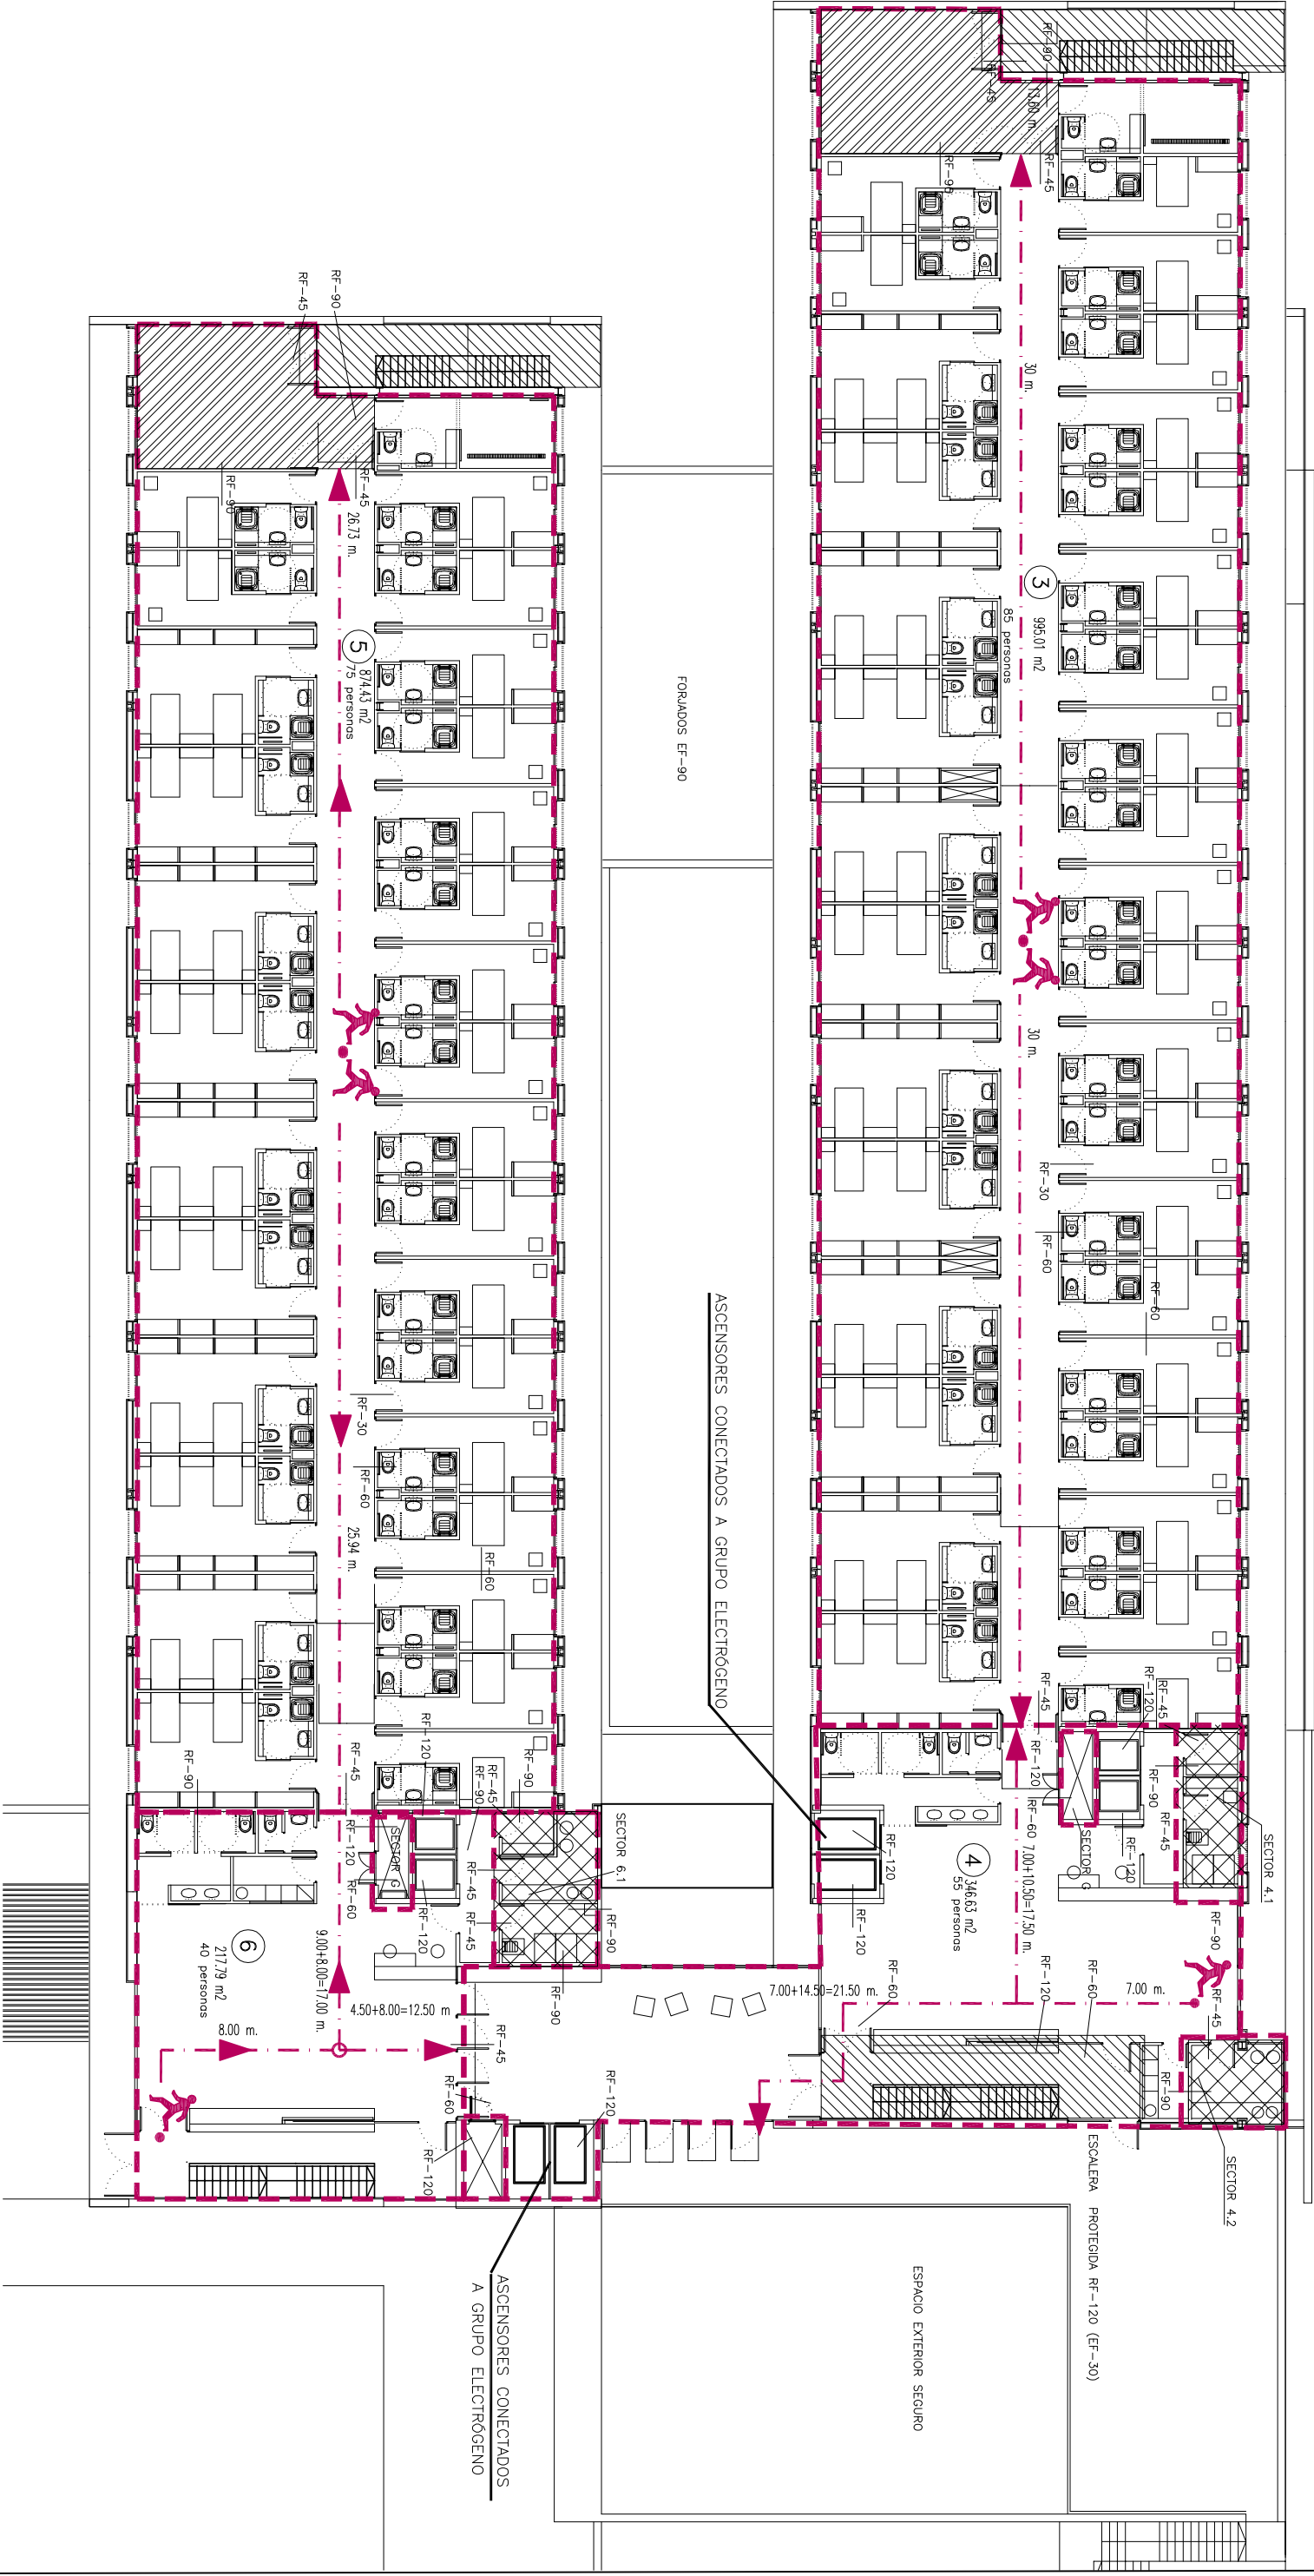 RF-90
RF-45
13.60 m.
RF-45
RF-90
30 m.
3
995.01 m2
85 personas
30 m.
RF-30
RF-60
RF-60
RF-45
RF-120
RF-45
RF-120
RF-60
7.00+10.50=17.50 m.
RF-90
RF-45
RF-120
SECTOR G
SECTOR 4.1
4
346.63 m2
55 personas
RF-120
RF-120
RF-90
RF-45
RF-60
RF-120
RF-60
7.00 m.
7.00+14.50=21.50 m.
RF-90
SECTOR 4.2
ESCALERA PROTEGIDA RF-120 (EF-30)
ESPACIO EXTERIOR SEGURO
FORJADOS EF-90
ASCENSORES CONECTADOS A GRUPO ELECTRÓGENO
RF-45
RF-90
RF-45
RF-90
26.73 m.
5
874.43 m2
75 personas
RF-30
RF-60
25.94 m.
RF-60
RF-90
RF-45
RF-120
RF-45
RF-90
RF-90
SECTOR 6.1
RF-120
RF-60
SECTOR G
RF-120
RF-45
RF-45
RF-90
RF-90
6
217.79 m2
40 personas
9.00+8.00=17.00 m.
4.50+8.00=12.50 m
8.00 m.
RF-45
RF-60
RF-120
RF-120
ASCENSORES CONECTADOS
A GRUPO ELECTRÓGENO